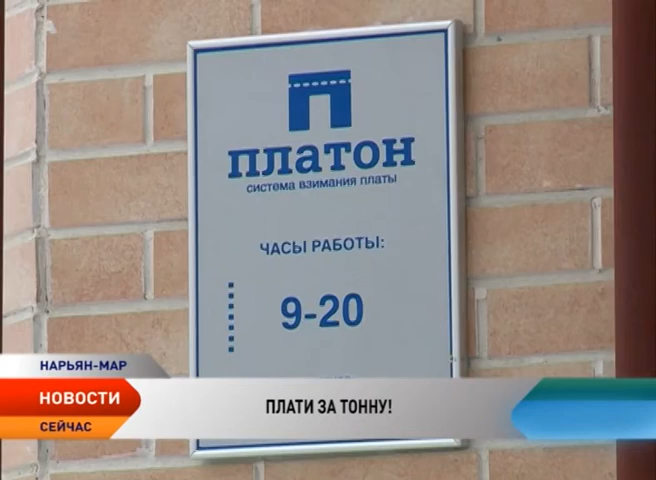 П
платон
система взимания платы
ЧАСЫ РАБОТЫ:
9-20
НАРЬЯН-МАР
НОВОСТИ
СЕЙЧАС
ПЛАТИ ЗА ТОННУ!